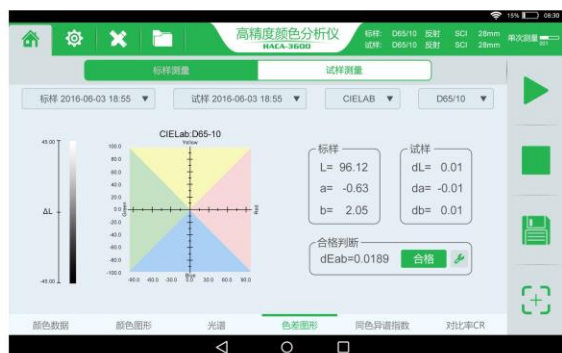 15% 08:30
高精度颜色分析仪
HACA-3600
标样: D65/10 反射 SCI 28mm
试样: D65/10 反射 SCI 28mm
单次测量
标样测量
试样测量
标样 2016-06-03 18:55 ▼
试样 2016-06-03 18:55 ▼
CIELAB ▼
D65/10 ▼
CIELab:D65-10
Yellow
45.00
ΔL
-45.00
100.0
80.0
60.0
40.0
20.0
0.0
-20.0
-40.0
-60.0
-80.0
-100.0
Green
Red
Blue
-90.0 -60.0 -30.0 0.0 30.0 60.0 90.0
标样
L= 96.12
a= -0.63
b= 2.05
试样
dL= 0.01
da= -0.01
db= 0.01
合格判断
dEab=0.0189
合格
颜色数据
颜色图形
光谱
色差图形
同色异谱指数
对比率CR